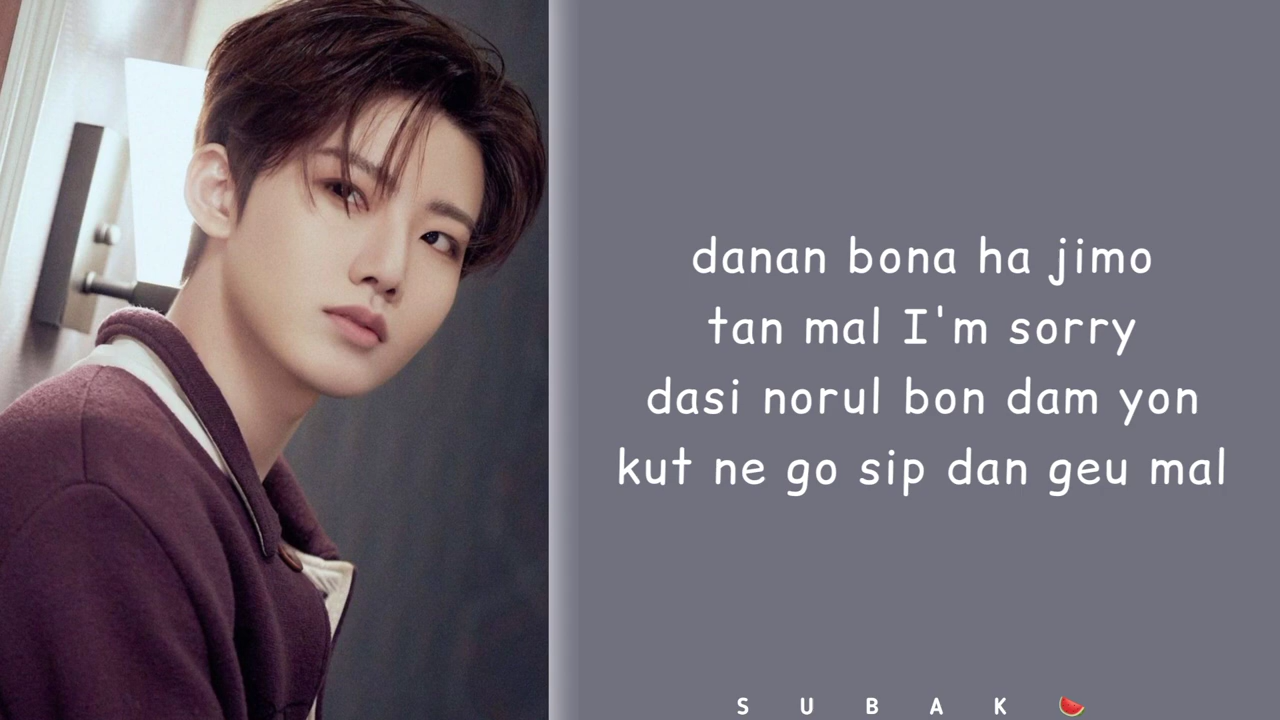 danan bona ha jimo
tan mal I'm sorry
dasi norul bon dam yon
kut ne go sip dan geu mal
S U B A K 🍉